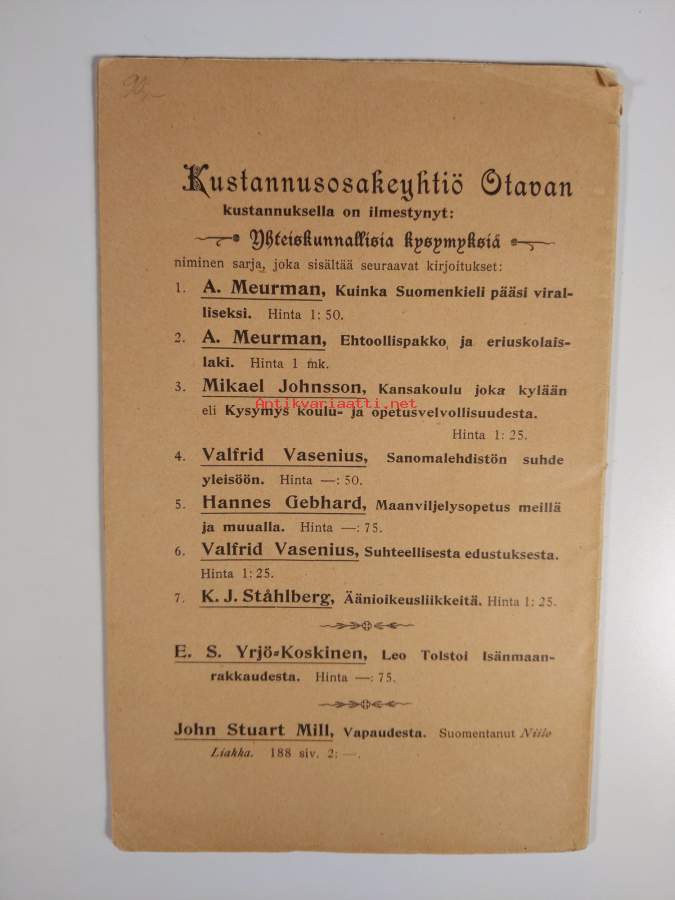 90,–
Kustannusosakeyhtiö Otavan
kustannuksella on ilmestynyt:
Yhteiskunnallisia kysymyksiä
niminen sarja, joka sisältää seuraavat kirjoitukset:
1. A. Meurman, Kuinka Suomenkieli pääsi viral-
liseksi. Hinta 1: 50.
2. A. Meurman, Ehtoollispakko ja eriuskolais-
laki. Hinta 1 mk.
3. Mikael Johnsson, Kansakoulu joka kylään
Antikvariaatti.net
eli Kysymys koulu- ja opetusvelvollisuudesta.
Hinta 1: 25.
4. Valfrid Vasenius, Sanomalehdistön suhde
yleisöön. Hinta —: 50.
5. Hannes Gebhard, Maanviljelysopetus meillä
ja muualla. Hinta —: 75.
6. Valfrid Vasenius, Suhteellisesta edustuksesta.
Hinta 1: 25.
7. K. J. Ståhlberg, Äänioikeusliikkeitä. Hinta 1: 25.
E. S. Yrjö-Koskinen, Leo Tolstoi Isänmaan-
rakkaudesta. Hinta —: 75.
John Stuart Mill, Vapaudesta. Suomentanut Niilo
Liakka. 188 siv. 2: —.